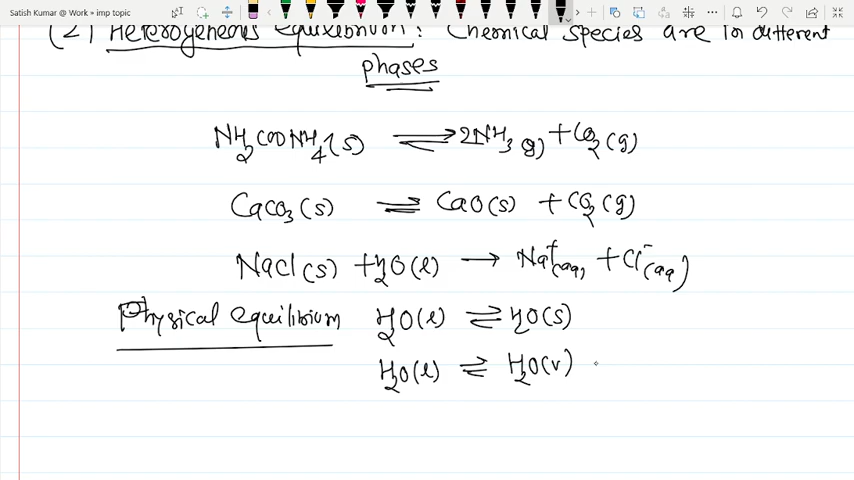 Satish Kumar @ Work » imp topic
(2) Heterogeneous equilibrium : Chemical species are in different
phases
NH2COONH4(s) ⇌ 2NH3(g) + CO2(g)
CaCO3(s) ⇌ CaO(s) + CO2(g)
NaCl(s) + H2O(l) → Na+(aq) + Cl-(aq)
Physical equilibrium H2O(l) ⇌ H2O(s)
H2O(l) ⇌ H2O(v)